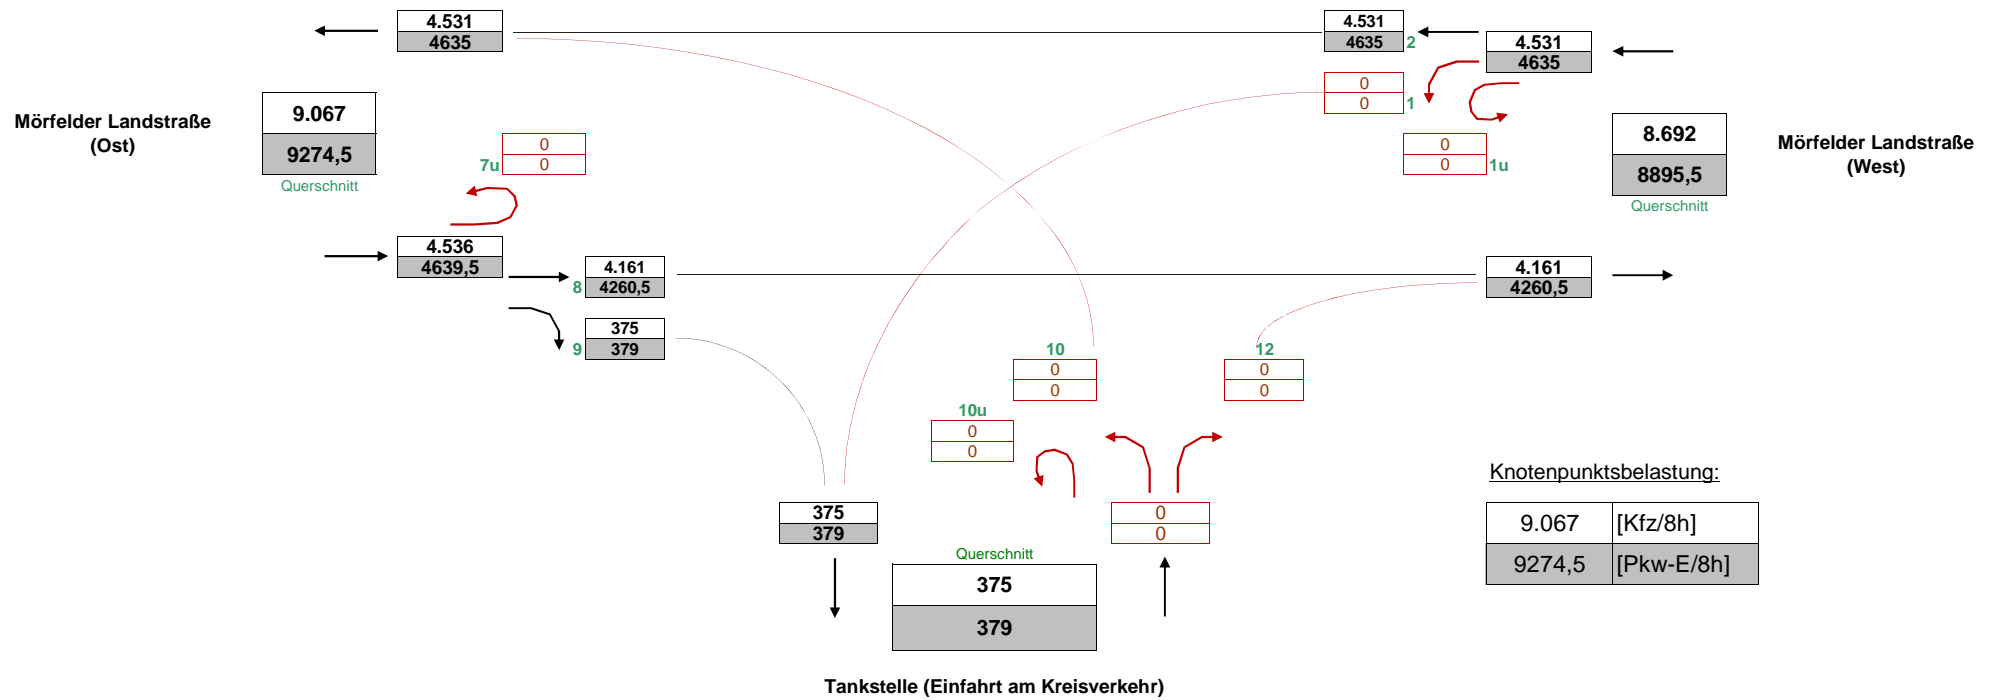 4.531
4635
4.531
4635 2
4.531
4635
0
0 1
Mörfelder Landstraße
(Ost)
9.067
9274,5
Querschnitt
0
7u 0
0
0 1u
8.692
8895,5
Querschnitt
Mörfelder Landstraße
(West)
4.536
4639,5
4.161
8 4260,5
4.161
4260,5
375
9 379
10
0
0
12
0
0
10u
0
0
375
379
0
0
Querschnitt
375
379
Tankstelle (Einfahrt am Kreisverkehr)
Knotenpunktsbelastung:
9.067 [Kfz/8h]
9274,5 [Pkw-E/8h]